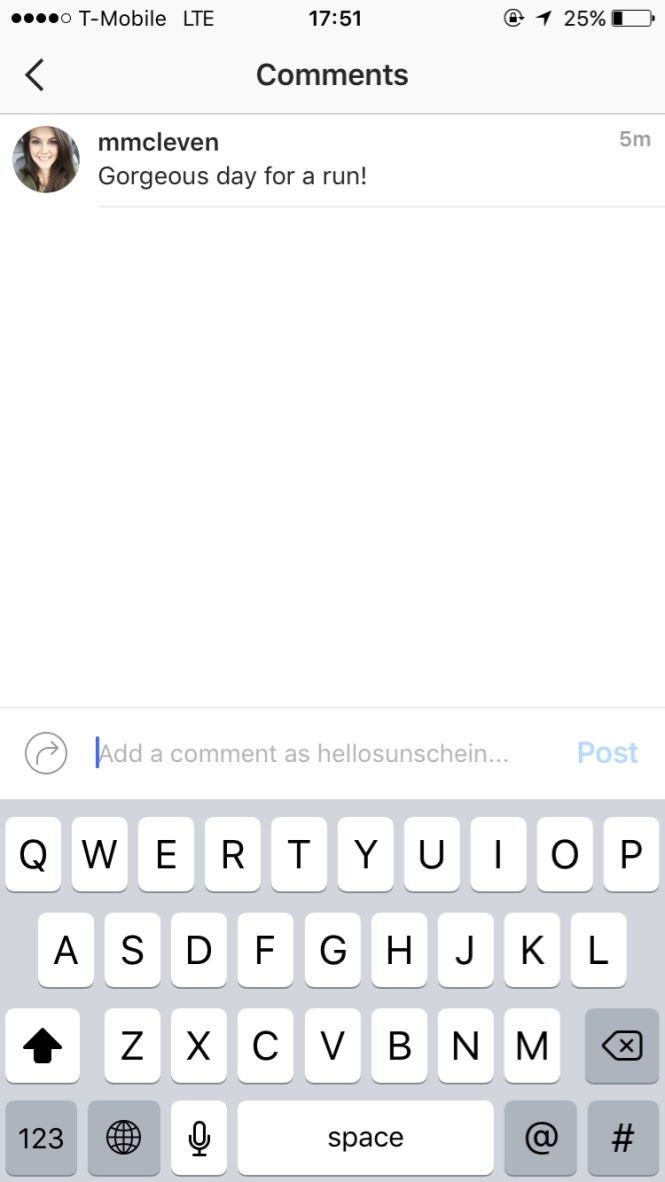 T-Mobile LTE 17:51 25%
Comments
mmcleven 5m
Gorgeous day for a run!
Add a comment as hellosunschein... Post
Q W E R T Y U I O P
A S D F G H J K L
Z X C V B N M
123 space @ #